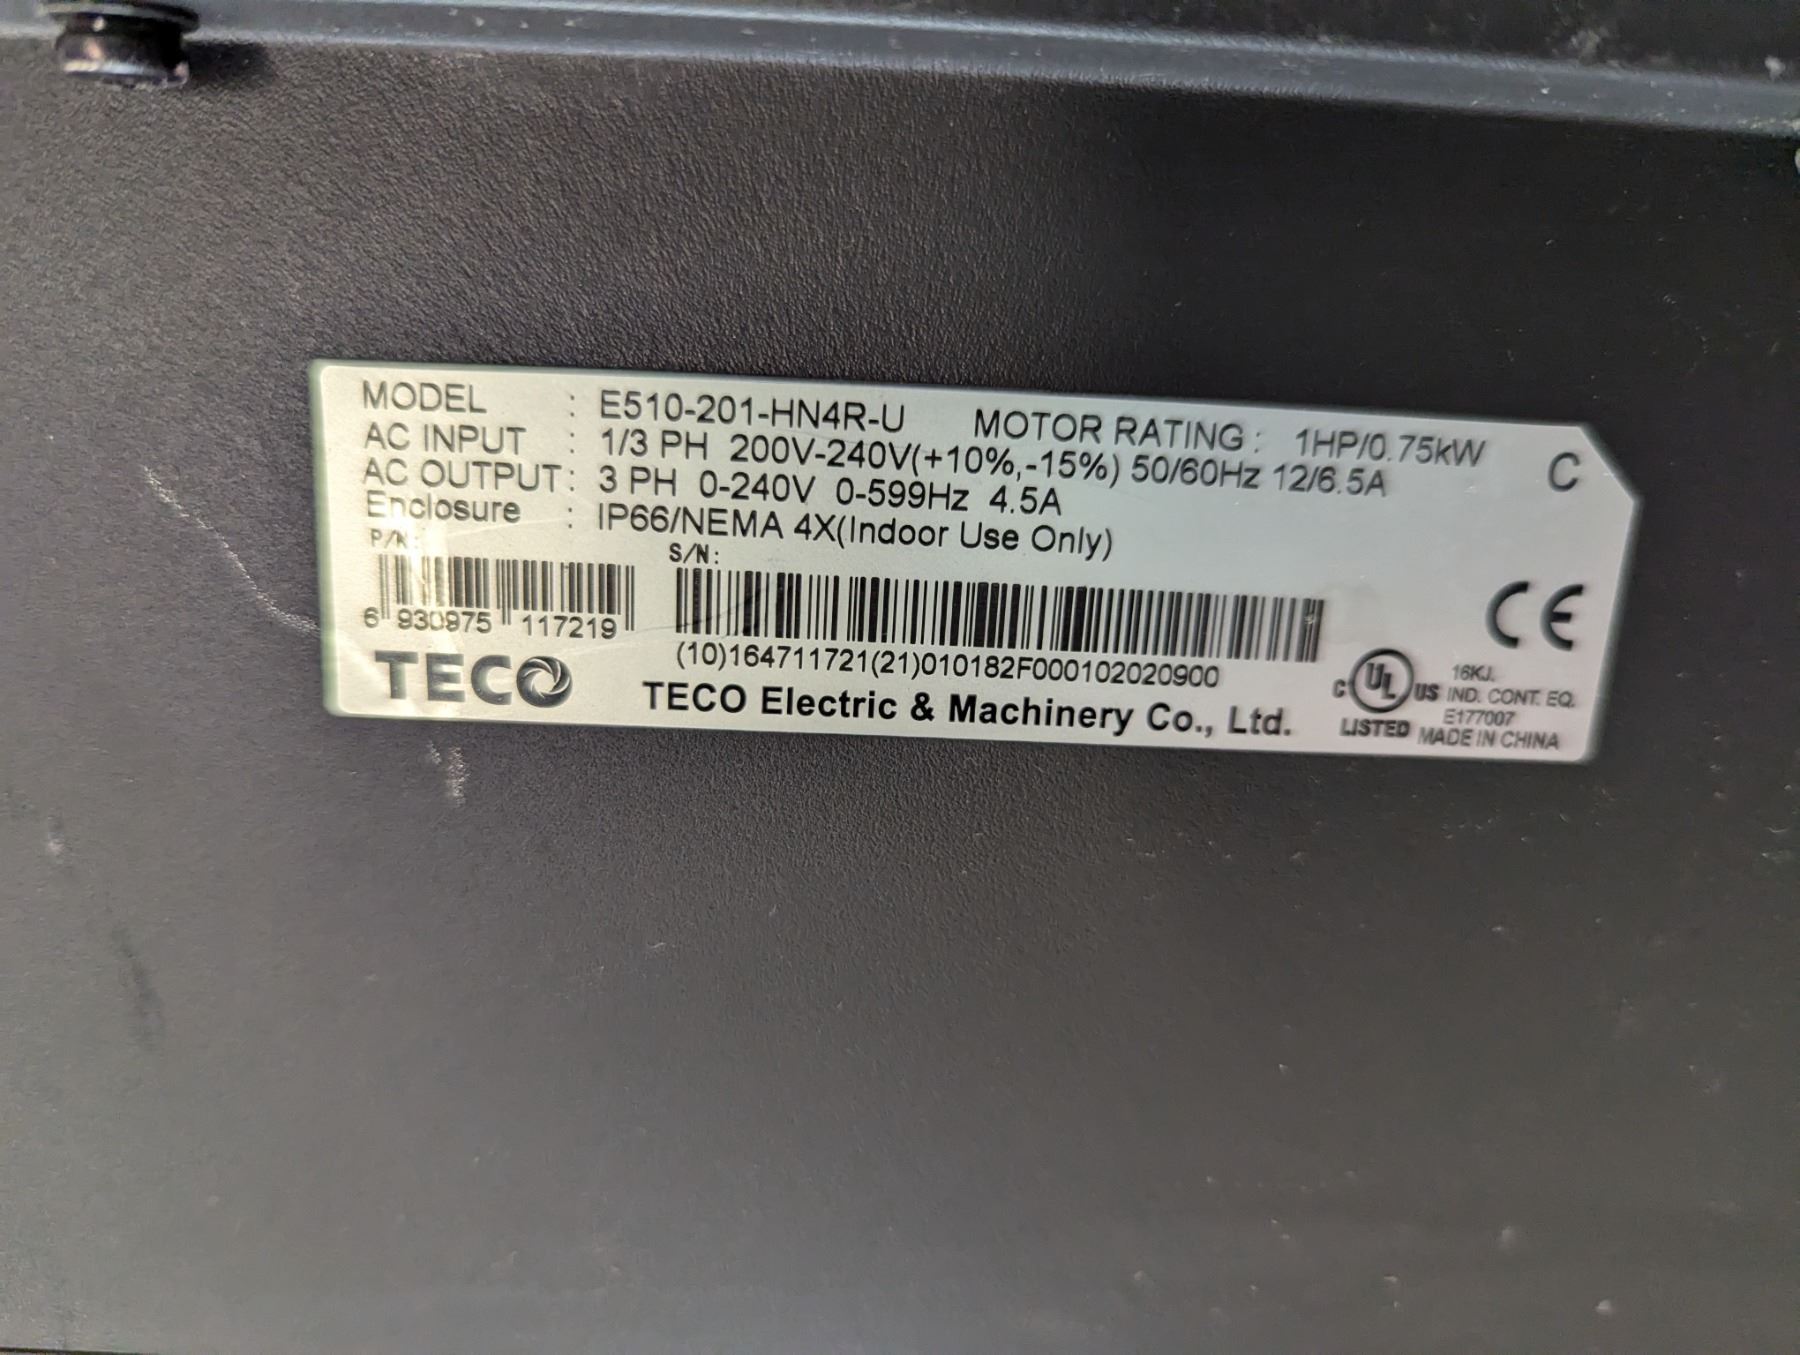 MODEL : E510-201-HN4R-U MOTOR RATING: 1HP/0.75kW C
AC INPUT : 1/3 PH 200V-240V(+10%,-15%) 50/60Hz 12/6.5A
AC OUTPUT: 3 PH 0-240V 0-599Hz 4.5A
Enclosure : IP66/NEMA 4X(Indoor Use Only)
P/N: S/N:
6 930975 117219
(10)164711721(21)010182F000102020900
CE
TECO
TECO Electric & Machinery Co., Ltd.
C UL US LISTED
16KJ.
IND. CONT. EQ.
E177007
MADE IN CHINA